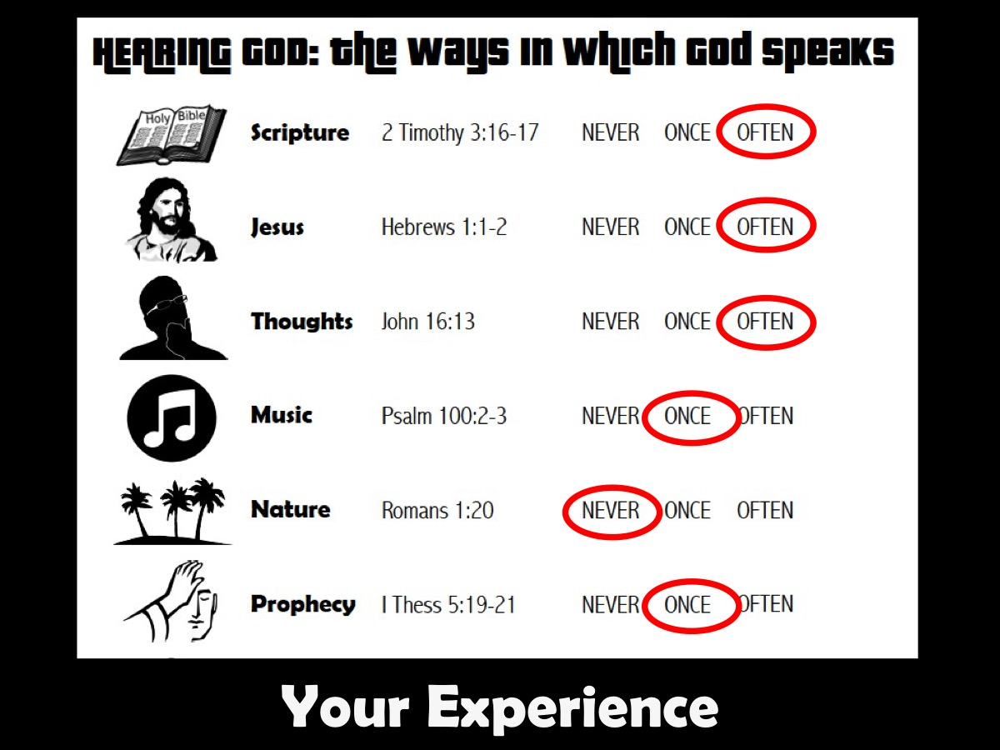 HEARING GOD: the ways in which God speaks
Holy Bible
Scripture 2 Timothy 3:16-17 NEVER ONCE OFTEN
Jesus Hebrews 1:1-2 NEVER ONCE OFTEN
Thoughts John 16:13 NEVER ONCE OFTEN
Music Psalm 100:2-3 NEVER ONCE OFTEN
Nature Romans 1:20 NEVER ONCE OFTEN
Prophecy I Thess 5:19-21 NEVER ONCE OFTEN
Your Experience